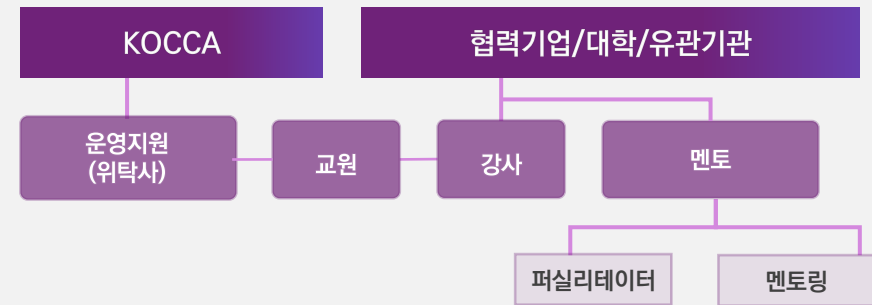 KOCCA
협력기업/대학/유관기관
운영지원
(위탁사)
교원
강사
멘토
퍼실리테이터
멘토링